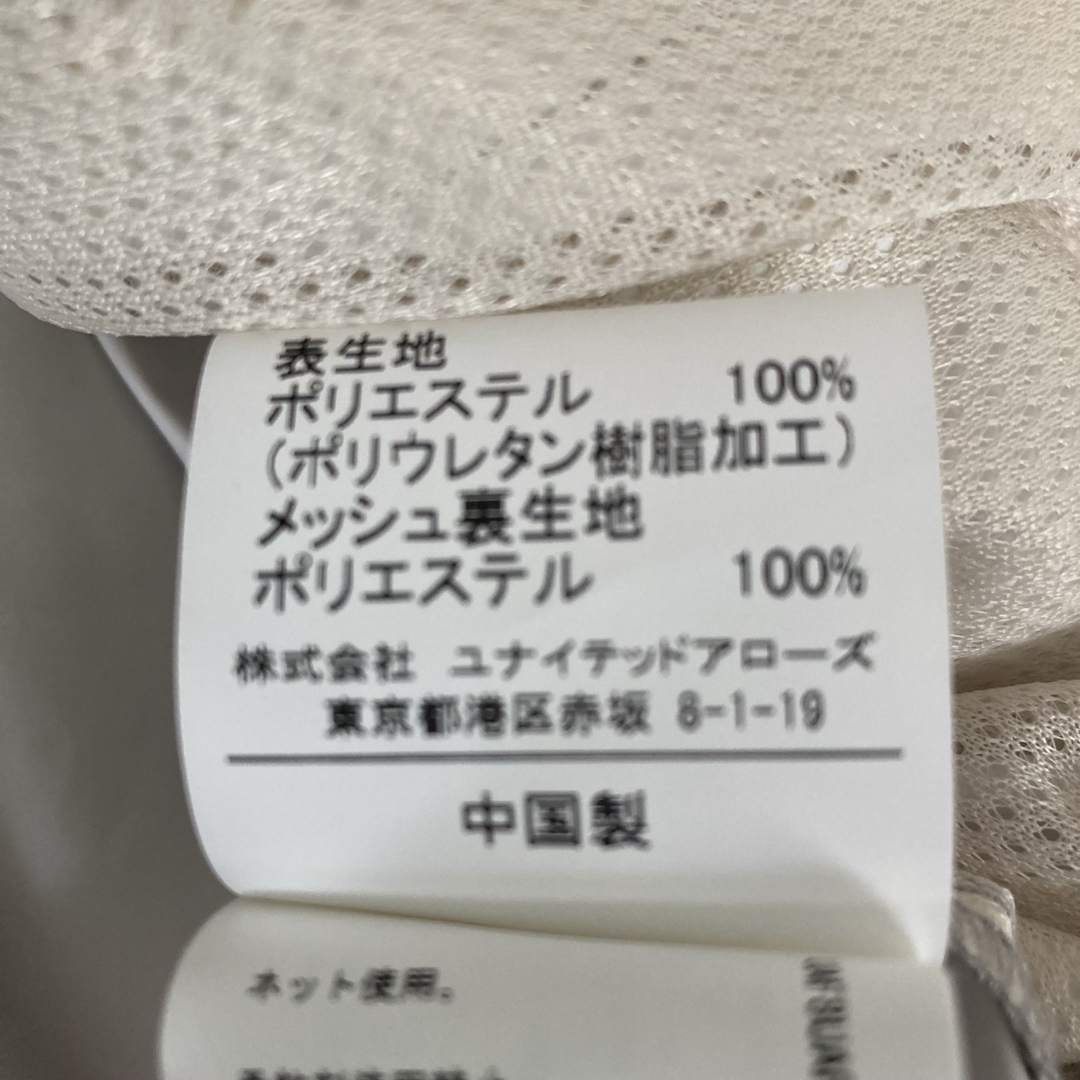 表生地
ポリエステル 100%
(ポリウレタン樹脂加工)
メッシュ裏生地
ポリエステル 100%
株式会社 ユナイテッドアローズ
東京都港区赤坂 8-1-19
中国製
ネット使用。